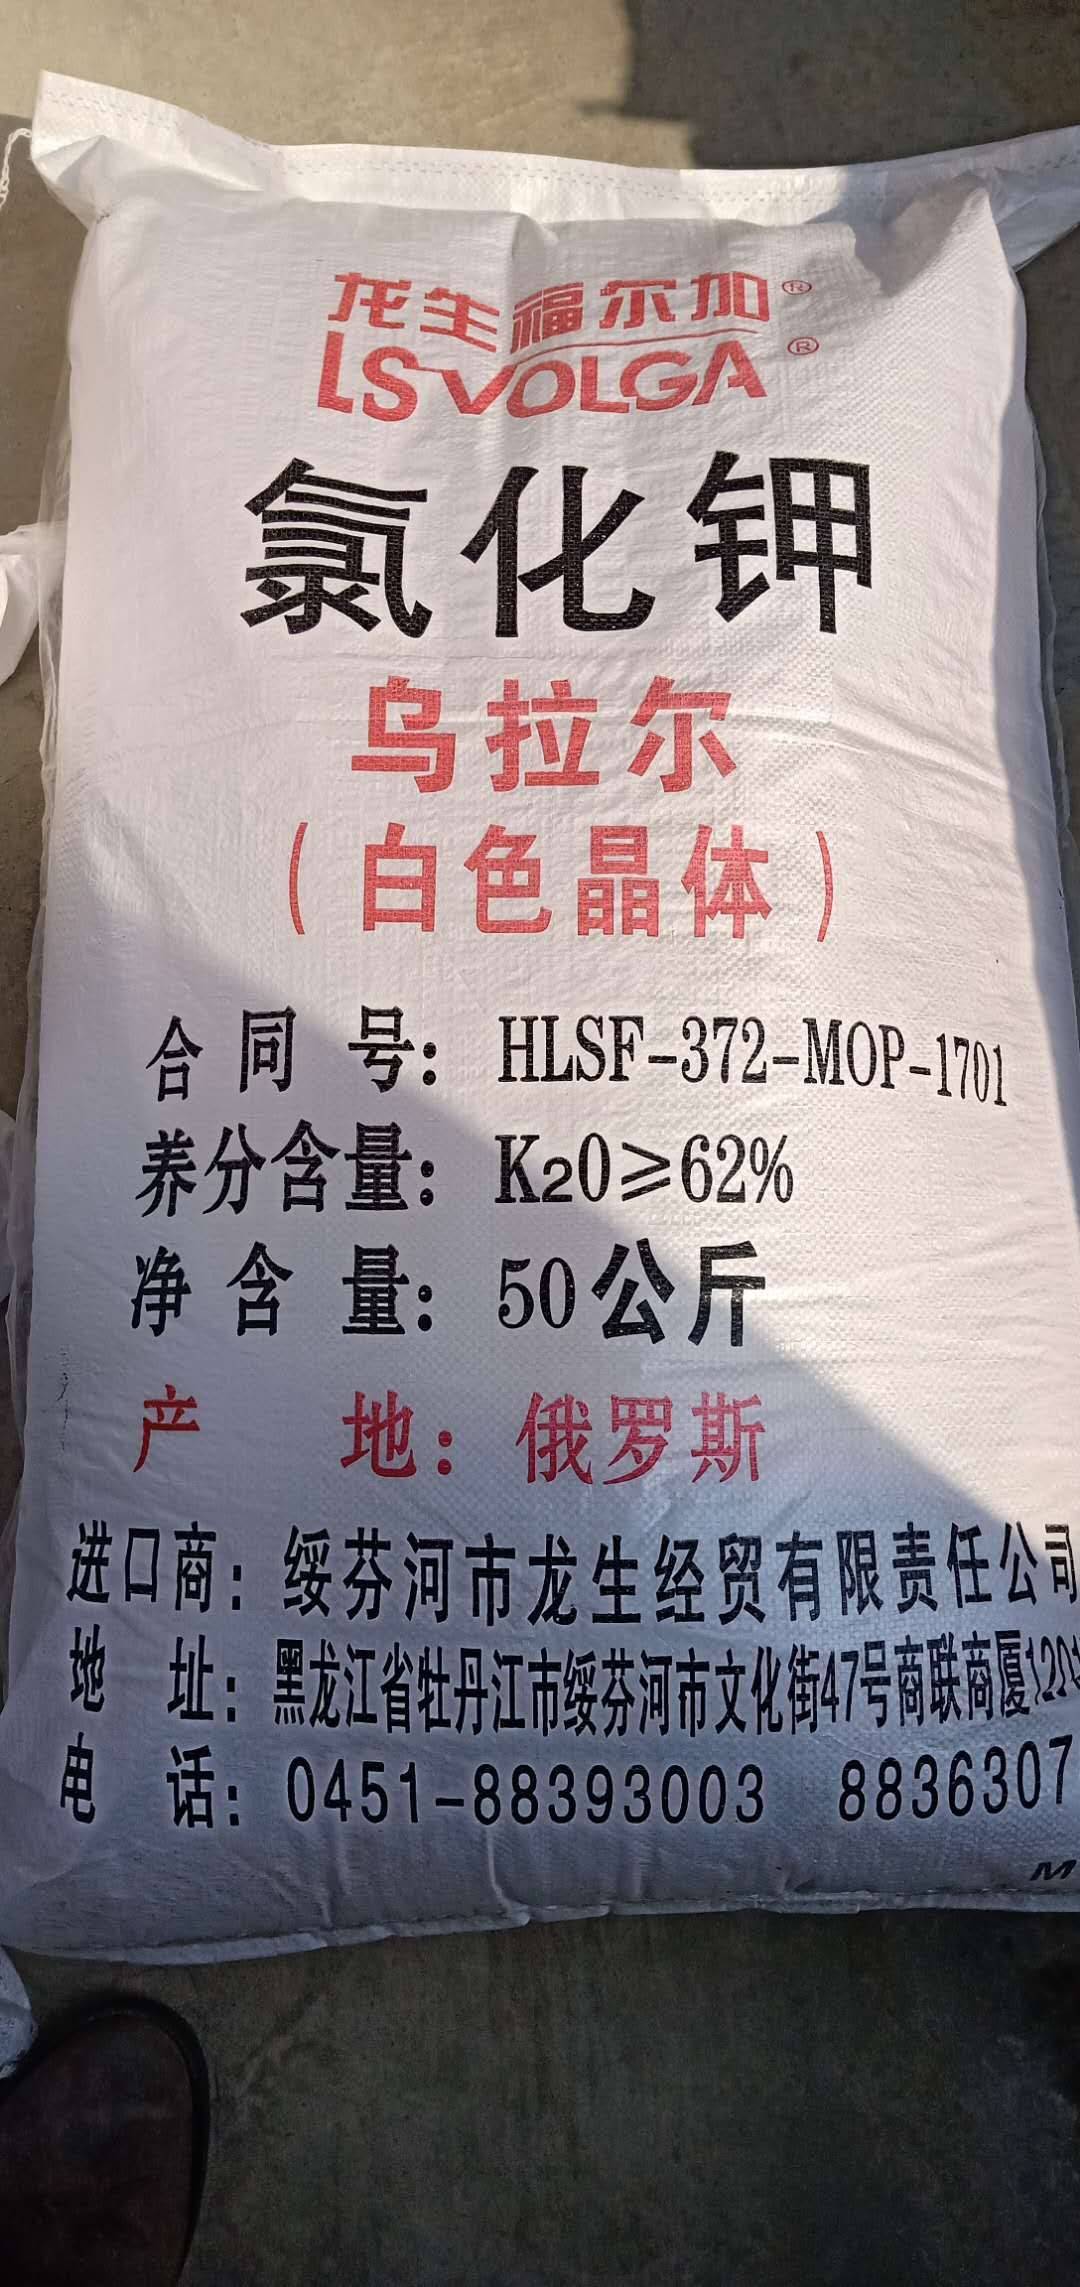 龙生福尔加®
LSVOLGA®
氯化钾
乌拉尔
(白色晶体)
合同号: HLSF-372-MOP-1701
养分含量: K₂O≥62%
净含量: 50公斤
产地: 俄罗斯
进口商: 绥芬河市龙生经贸有限责任公司
地址: 黑龙江省牡丹江市绥芬河市文化街47号商联商厦
电话: 0451-88393003 8836307